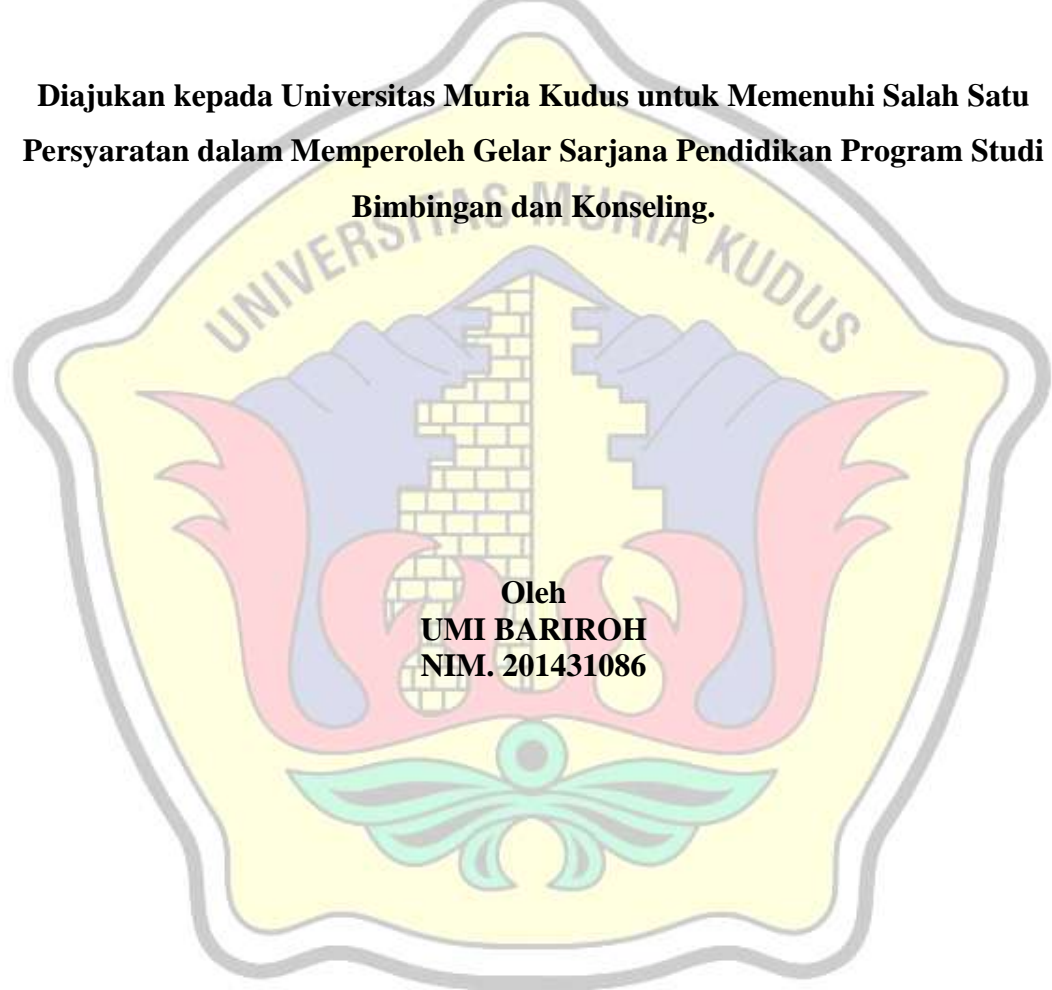 Diajukan kepada Universitas Muria Kudus untuk Memenuhi Salah Satu
Persyaratan dalam Memperoleh Gelar Sarjana Pendidikan Program Studi
Bimbingan dan Konseling.
UNIVERSITAS MURIA KUDUS
Oleh
UMI BARIROH
NIM. 201431086